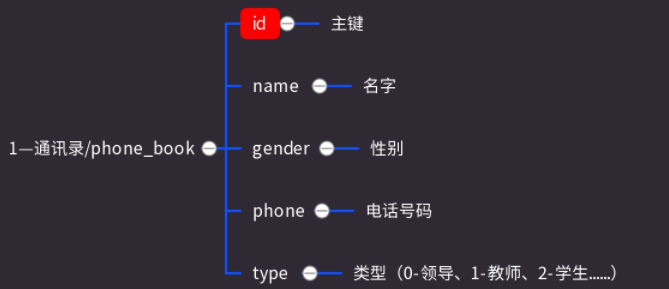 id 主键
name 名字
1—通讯录/phone_book gender 性别
phone 电话号码
type 类型（0-领导、1-教师、2-学生......）